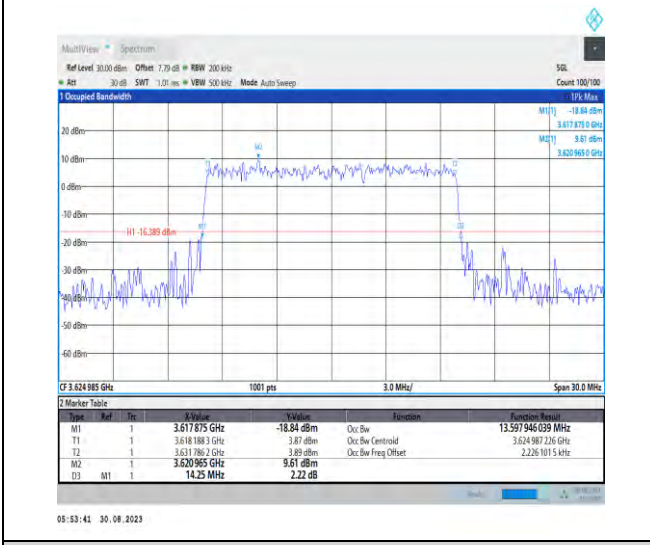 MultiView Spectrum
Ref Level 30.00 dBm Offset 7.79 dB RBW 200 kHz SGL
Att 30 dB SWT 1.01 ms VBW 500 kHz Mode Auto Sweep Count 100/100
1 Occupied Bandwidth 1Pk Max
M1[1] -18.84 dBm
3.617 875 0 GHz
M2[1] 9.61 dBm
3.620 965 0 GHz
20 dBm
M2
10 dBm
T1 T2
0 dBm
-10 dBm
M1 D3
H1 -16.389 dBm
-20 dBm
-30 dBm
-40 dBm
-50 dBm
-60 dBm
CF 3.624 985 GHz 1001 pts 3.0 MHz/ Span 30.0 MHz
2 Marker Table
Type Ref Trc X-Value Y-Value Function Function Result
M1 1 3.617 875 GHz -18.84 dBm Occ Bw 13.597 946 039 MHz
T1 1 3.618 188 3 GHz 3.87 dBm Occ Bw Centroid 3.624 987 226 GHz
T2 1 3.631 786 2 GHz 3.89 dBm Occ Bw Freq Offset 2.226 101 5 kHz
M2 1 3.620 965 GHz 9.61 dBm
D3 M1 1 14.25 MHz 2.22 dB
05:53:41 30.08.2023